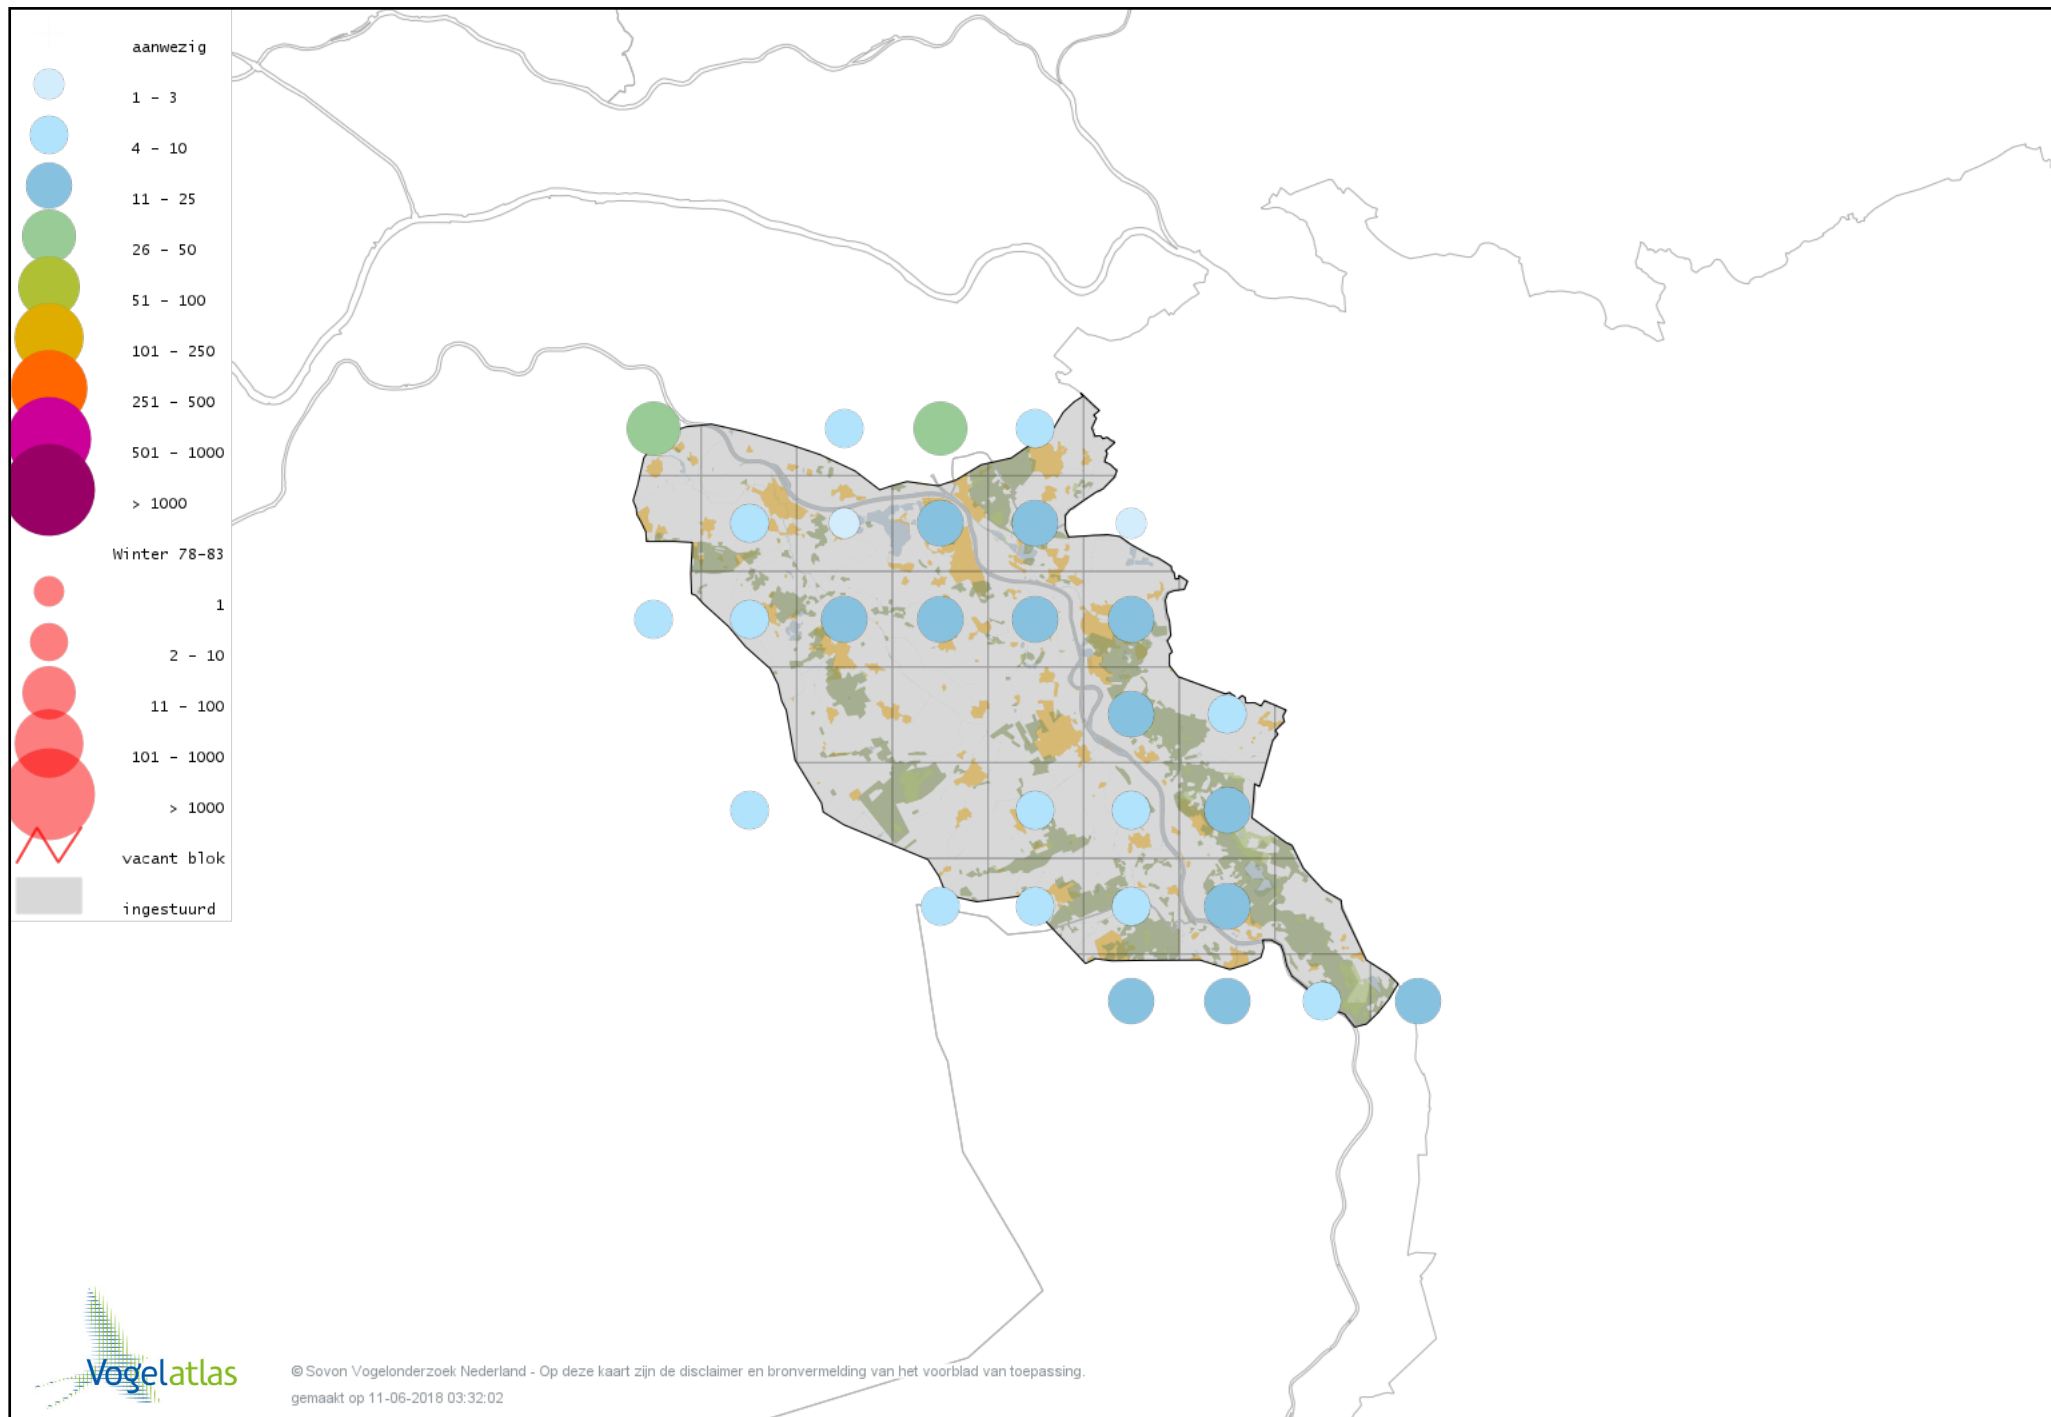 aanwezig
1 - 3
4 - 10
11 - 25
26 - 50
51 - 100
101 - 250
251 - 500
501 - 1000
> 1000
Winter 78-83
1
2 - 10
11 - 100
101 - 1000
> 1000
vacant blok
ingestuurd
Vogelatlas
© Sovon Vogelonderzoek Nederland - Op deze kaart zijn de disclaimer en bronvermelding van het voorblad van toepassing.
gemaakt op 11-06-2018 03:32:02